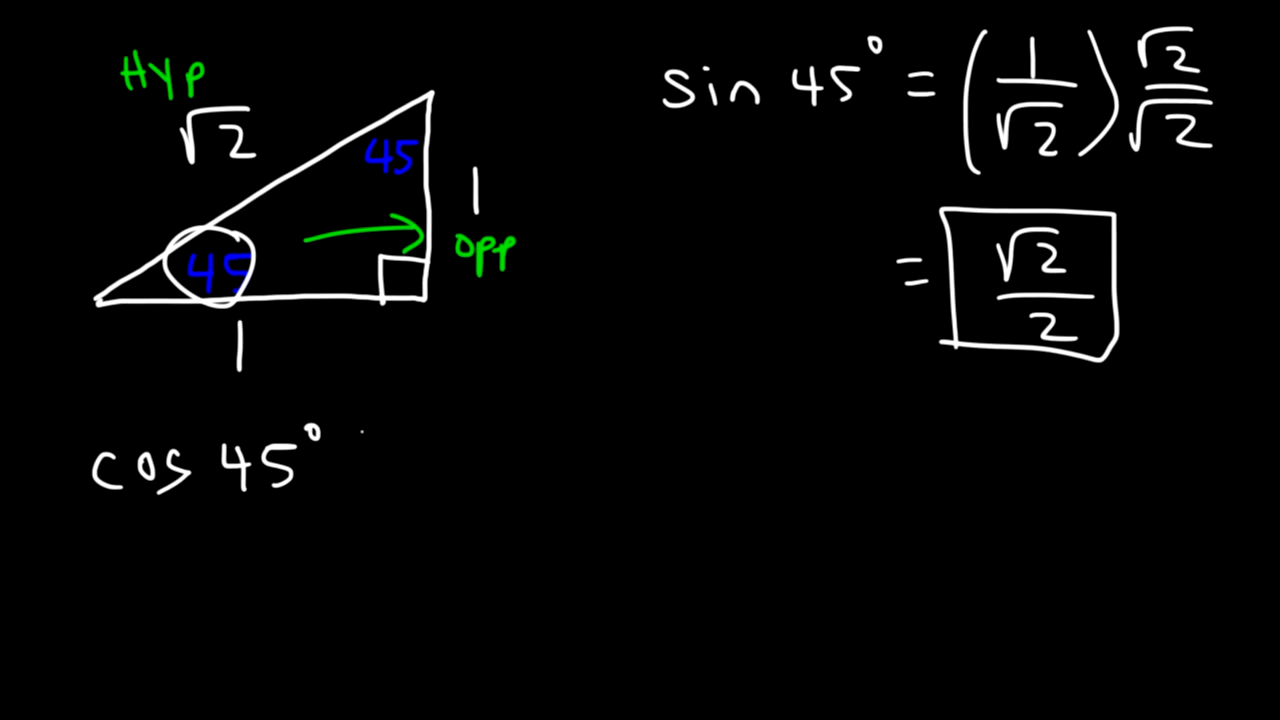 Hyp
√2
45
1
opp
45
1
sin 45° = (1/√2) √2/√2
= √2/2
cos 45°